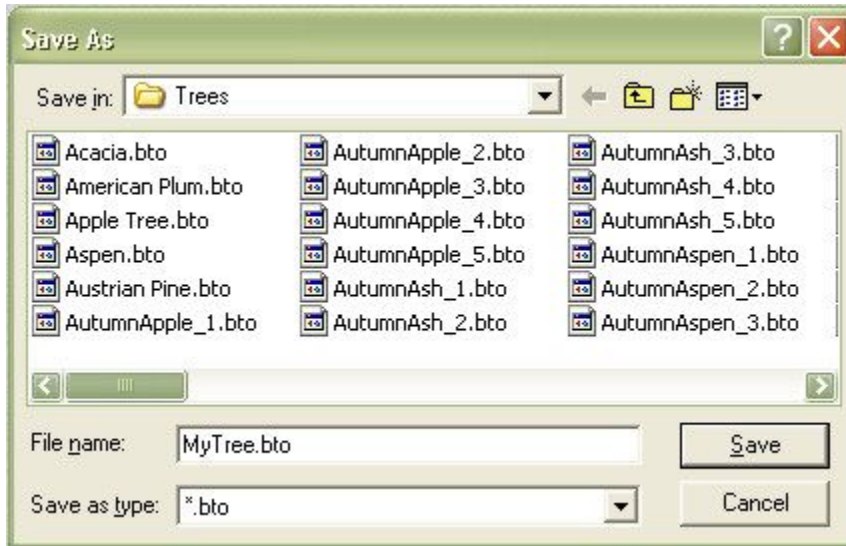 Save As
Save in: Trees
Acacia.bto AutumnApple_2.bto AutumnAsh_3.bto
American Plum.bto AutumnApple_3.bto AutumnAsh_4.bto
Apple Tree.bto AutumnApple_4.bto AutumnAsh_5.bto
Aspen.bto AutumnApple_5.bto AutumnAspen_1.bto
Austrian Pine.bto AutumnAsh_1.bto AutumnAspen_2.bto
AutumnApple_1.bto AutumnAsh_2.bto AutumnAspen_3.bto
File name: MyTree.bto Save
Save as type: *.bto Cancel